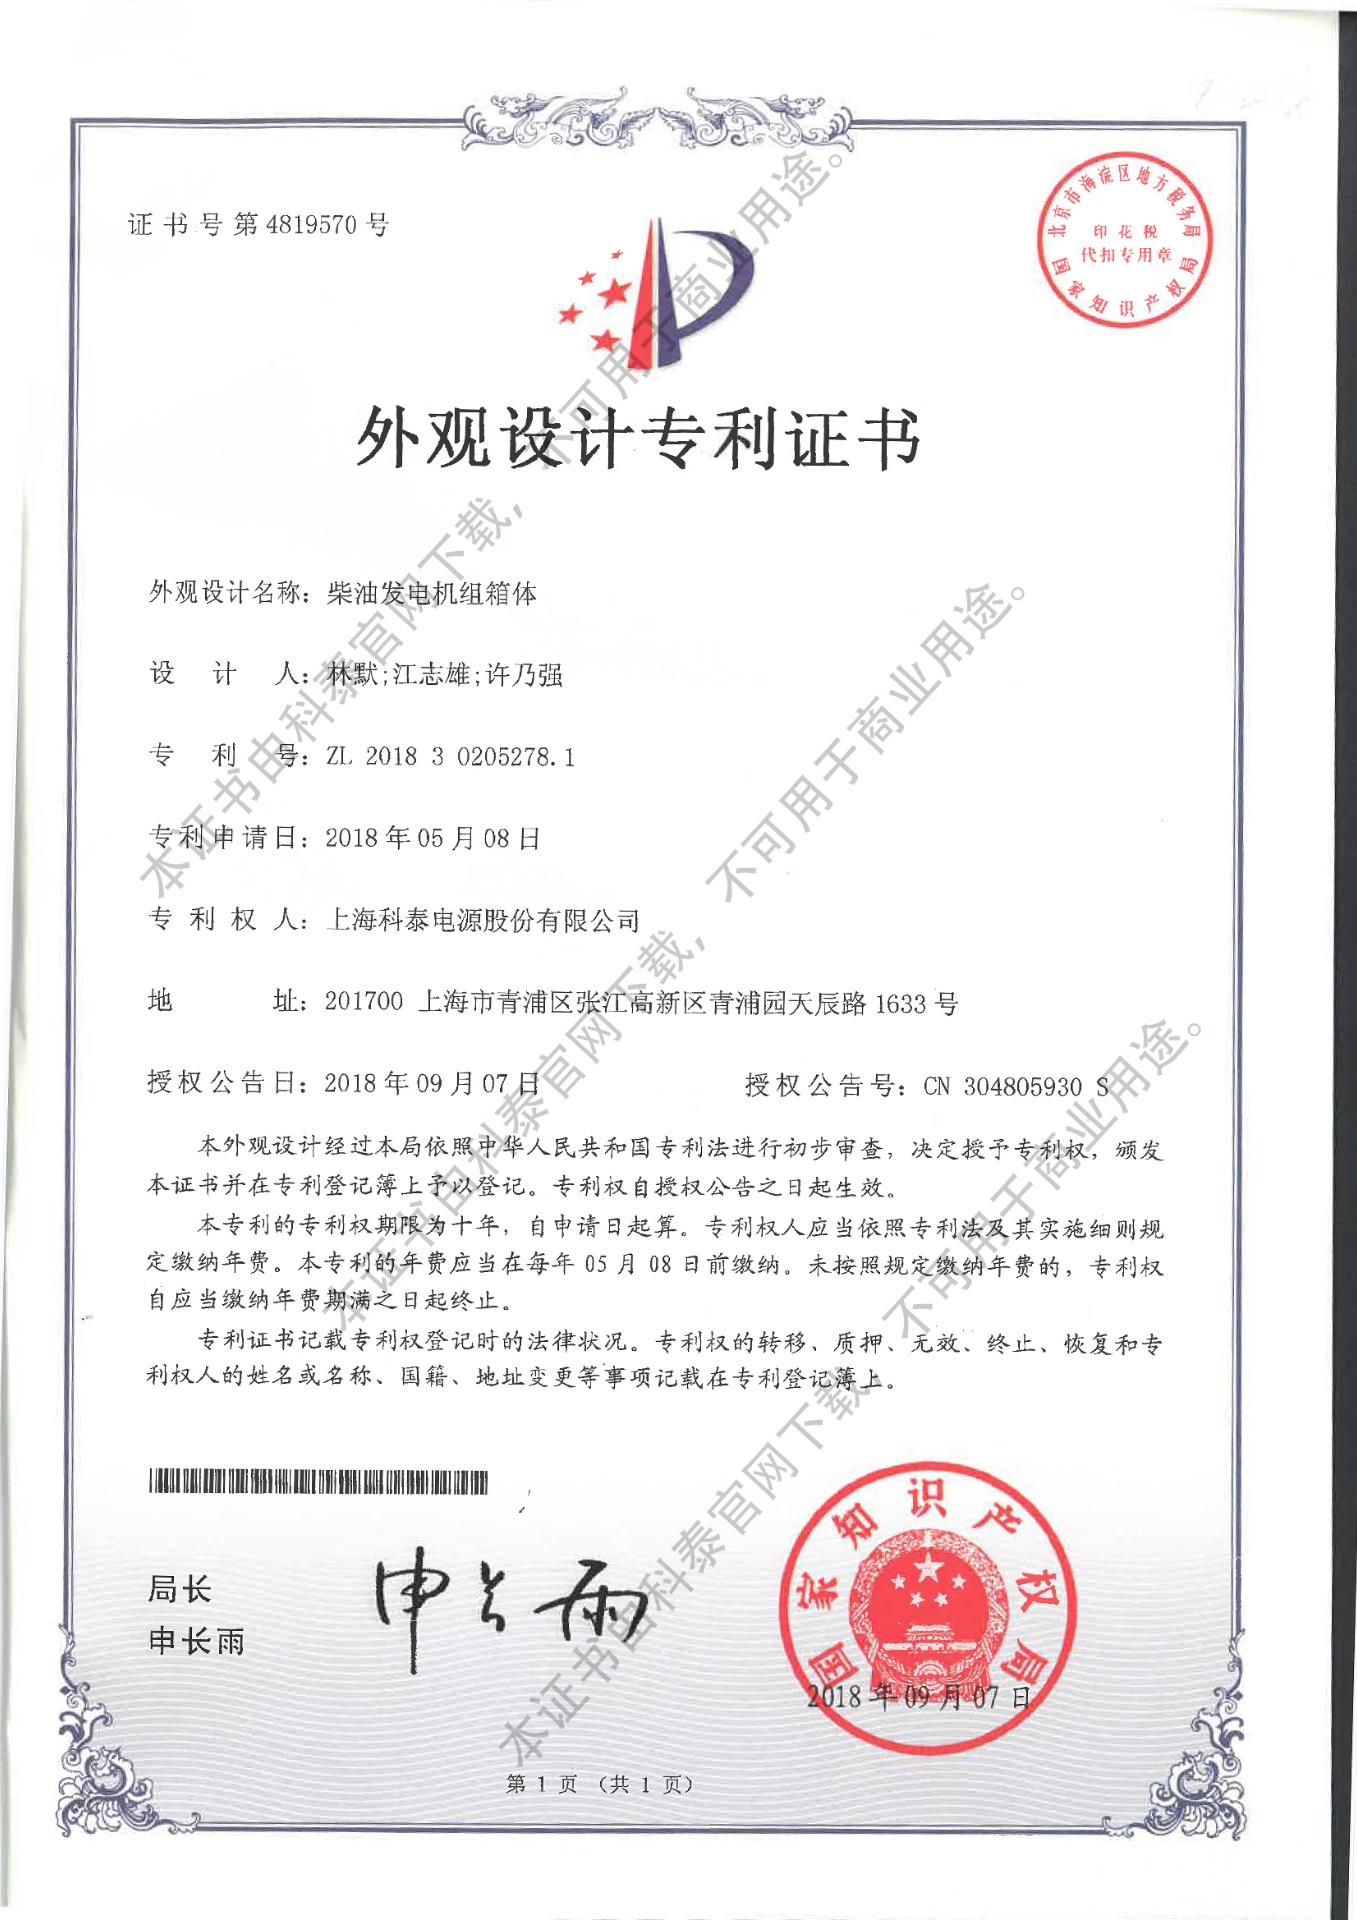 证书号第4819570号
北京市海淀区地方税务局
印花税
代扣专用章
国家知识产权局
外观设计专利证书
外观设计名称：柴油发电机组箱体
设计人：林默;江志雄;许乃强
专利号：ZL 2018 3 0205278.1
专利申请日：2018年05月08日
专利权人：上海科泰电源股份有限公司
地址：201700 上海市青浦区张江高新区青浦园天辰路1633号
授权公告日：2018年09月07日 授权公告号：CN 304805930 S
本外观设计经过本局依照中华人民共和国专利法进行初步审查，决定授予专利权，颁发
本证书并在专利登记簿上予以登记。专利权自授权公告之日起生效。
本专利的专利权期限为十年，自申请日起算。专利权人应当依照专利法及其实施细则规
定缴纳年费。本专利的年费应当在每年05月08日前缴纳。未按照规定缴纳年费的，专利权
自应当缴纳年费期满之日起终止。
专利证书记载专利权登记时的法律状况。专利权的转移、质押、无效、终止、恢复和专
利权人的姓名或名称、国籍、地址变更等事项记载在专利登记簿上。
局长
申长雨
申长雨
国家知识产权局
2018年09月07日
第1页（共1页）
本证书由科泰官网下载，不可用于商业用途。
本证书由科泰官网下载，不可用于商业用途。
本证书由科泰官网下载，不可用于商业用途。